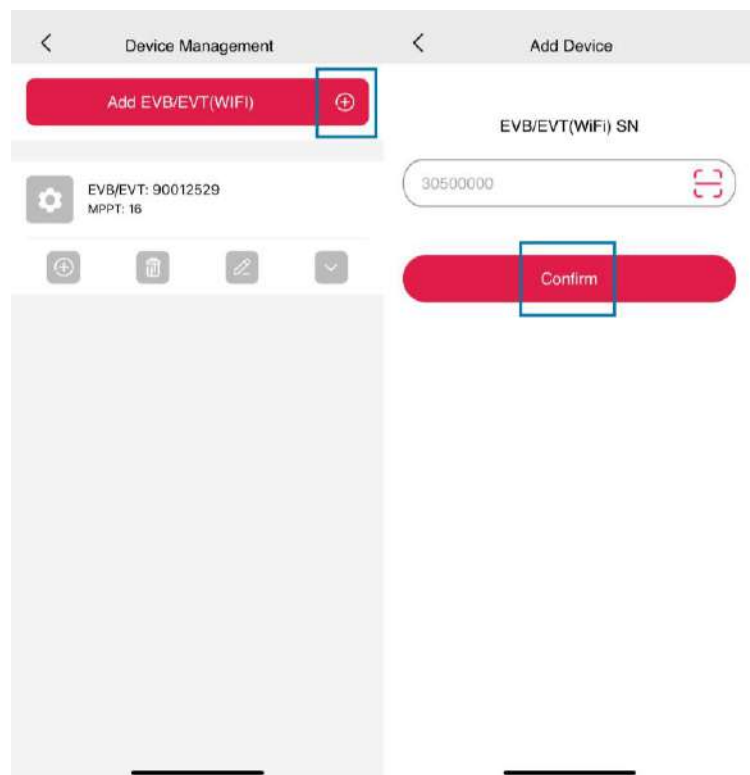 Device Management
Add EVB/EVT(WIFI)
EVB/EVT: 90012529
MPPT: 16
Add Device
EVB/EVT(WiFi) SN
30500000
Confirm